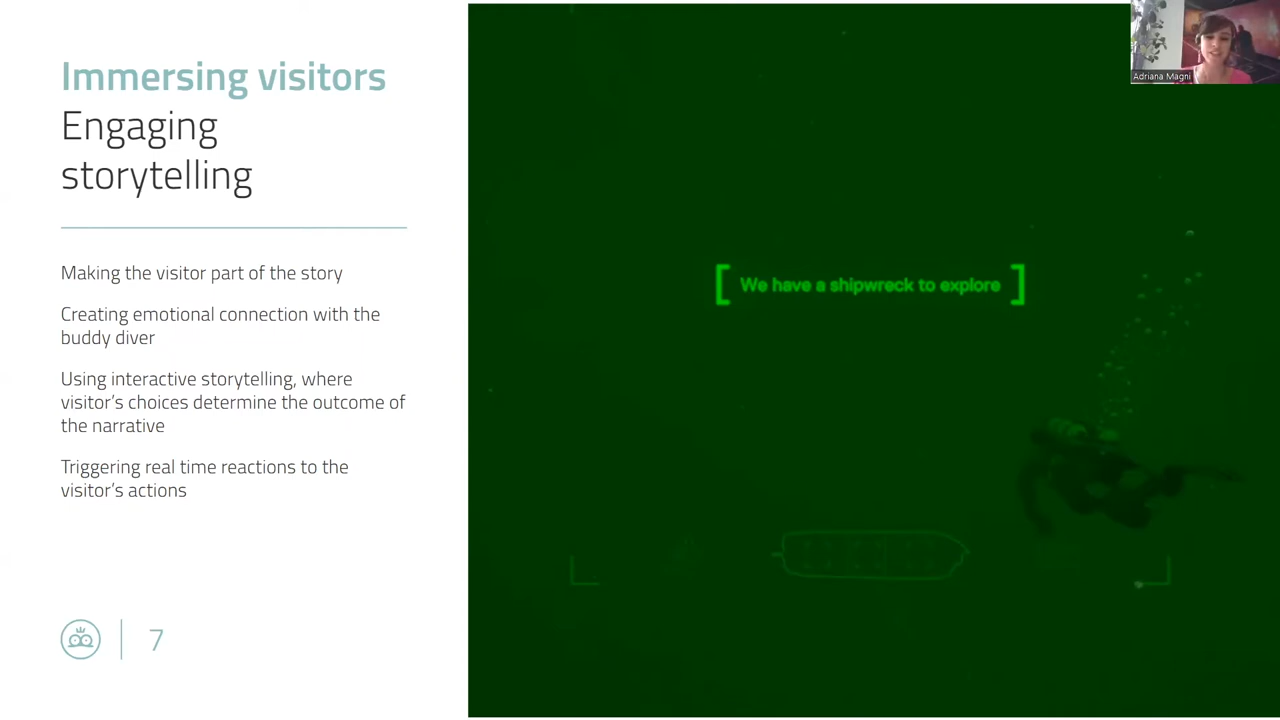 Immersing visitors
Engaging
storytelling
Making the visitor part of the story
Creating emotional connection with the
buddy diver
Using interactive storytelling, where
visitor's choices determine the outcome of
the narrative
Triggering real time reactions to the
visitor's actions
7
[ We have a shipwreck to explore ]
Adriana Magni